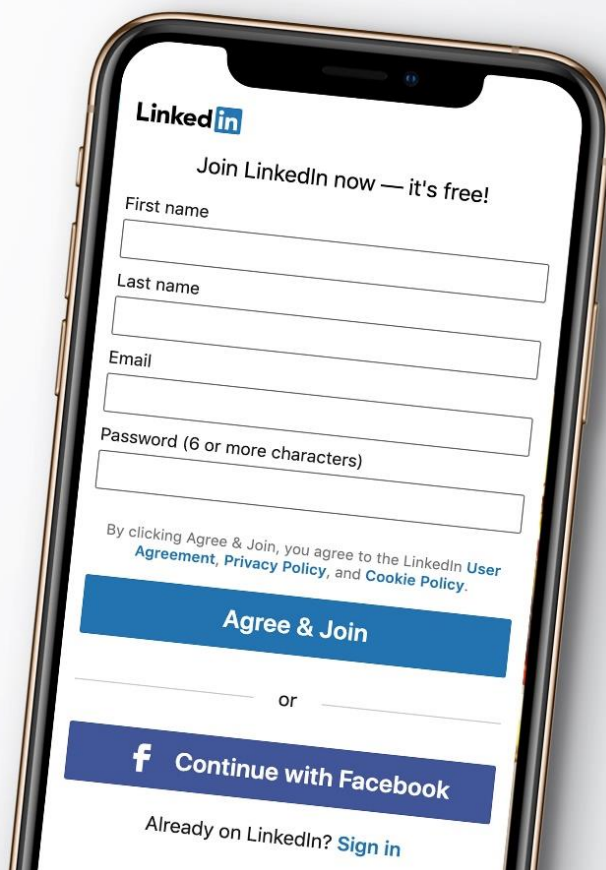 Linked in
Join LinkedIn now — it's free!
First name
Last name
Email
Password (6 or more characters)
By clicking Agree & Join, you agree to the LinkedIn User
Agreement, Privacy Policy, and Cookie Policy.
Agree & Join
or
f Continue with Facebook
Already on LinkedIn? Sign in